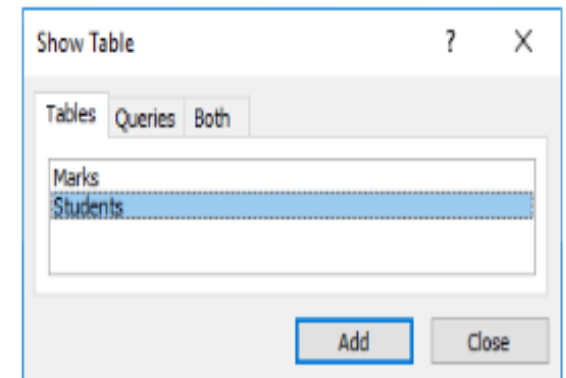 Show Table ? X
Tables Queries Both
Marks
Students
Add Close